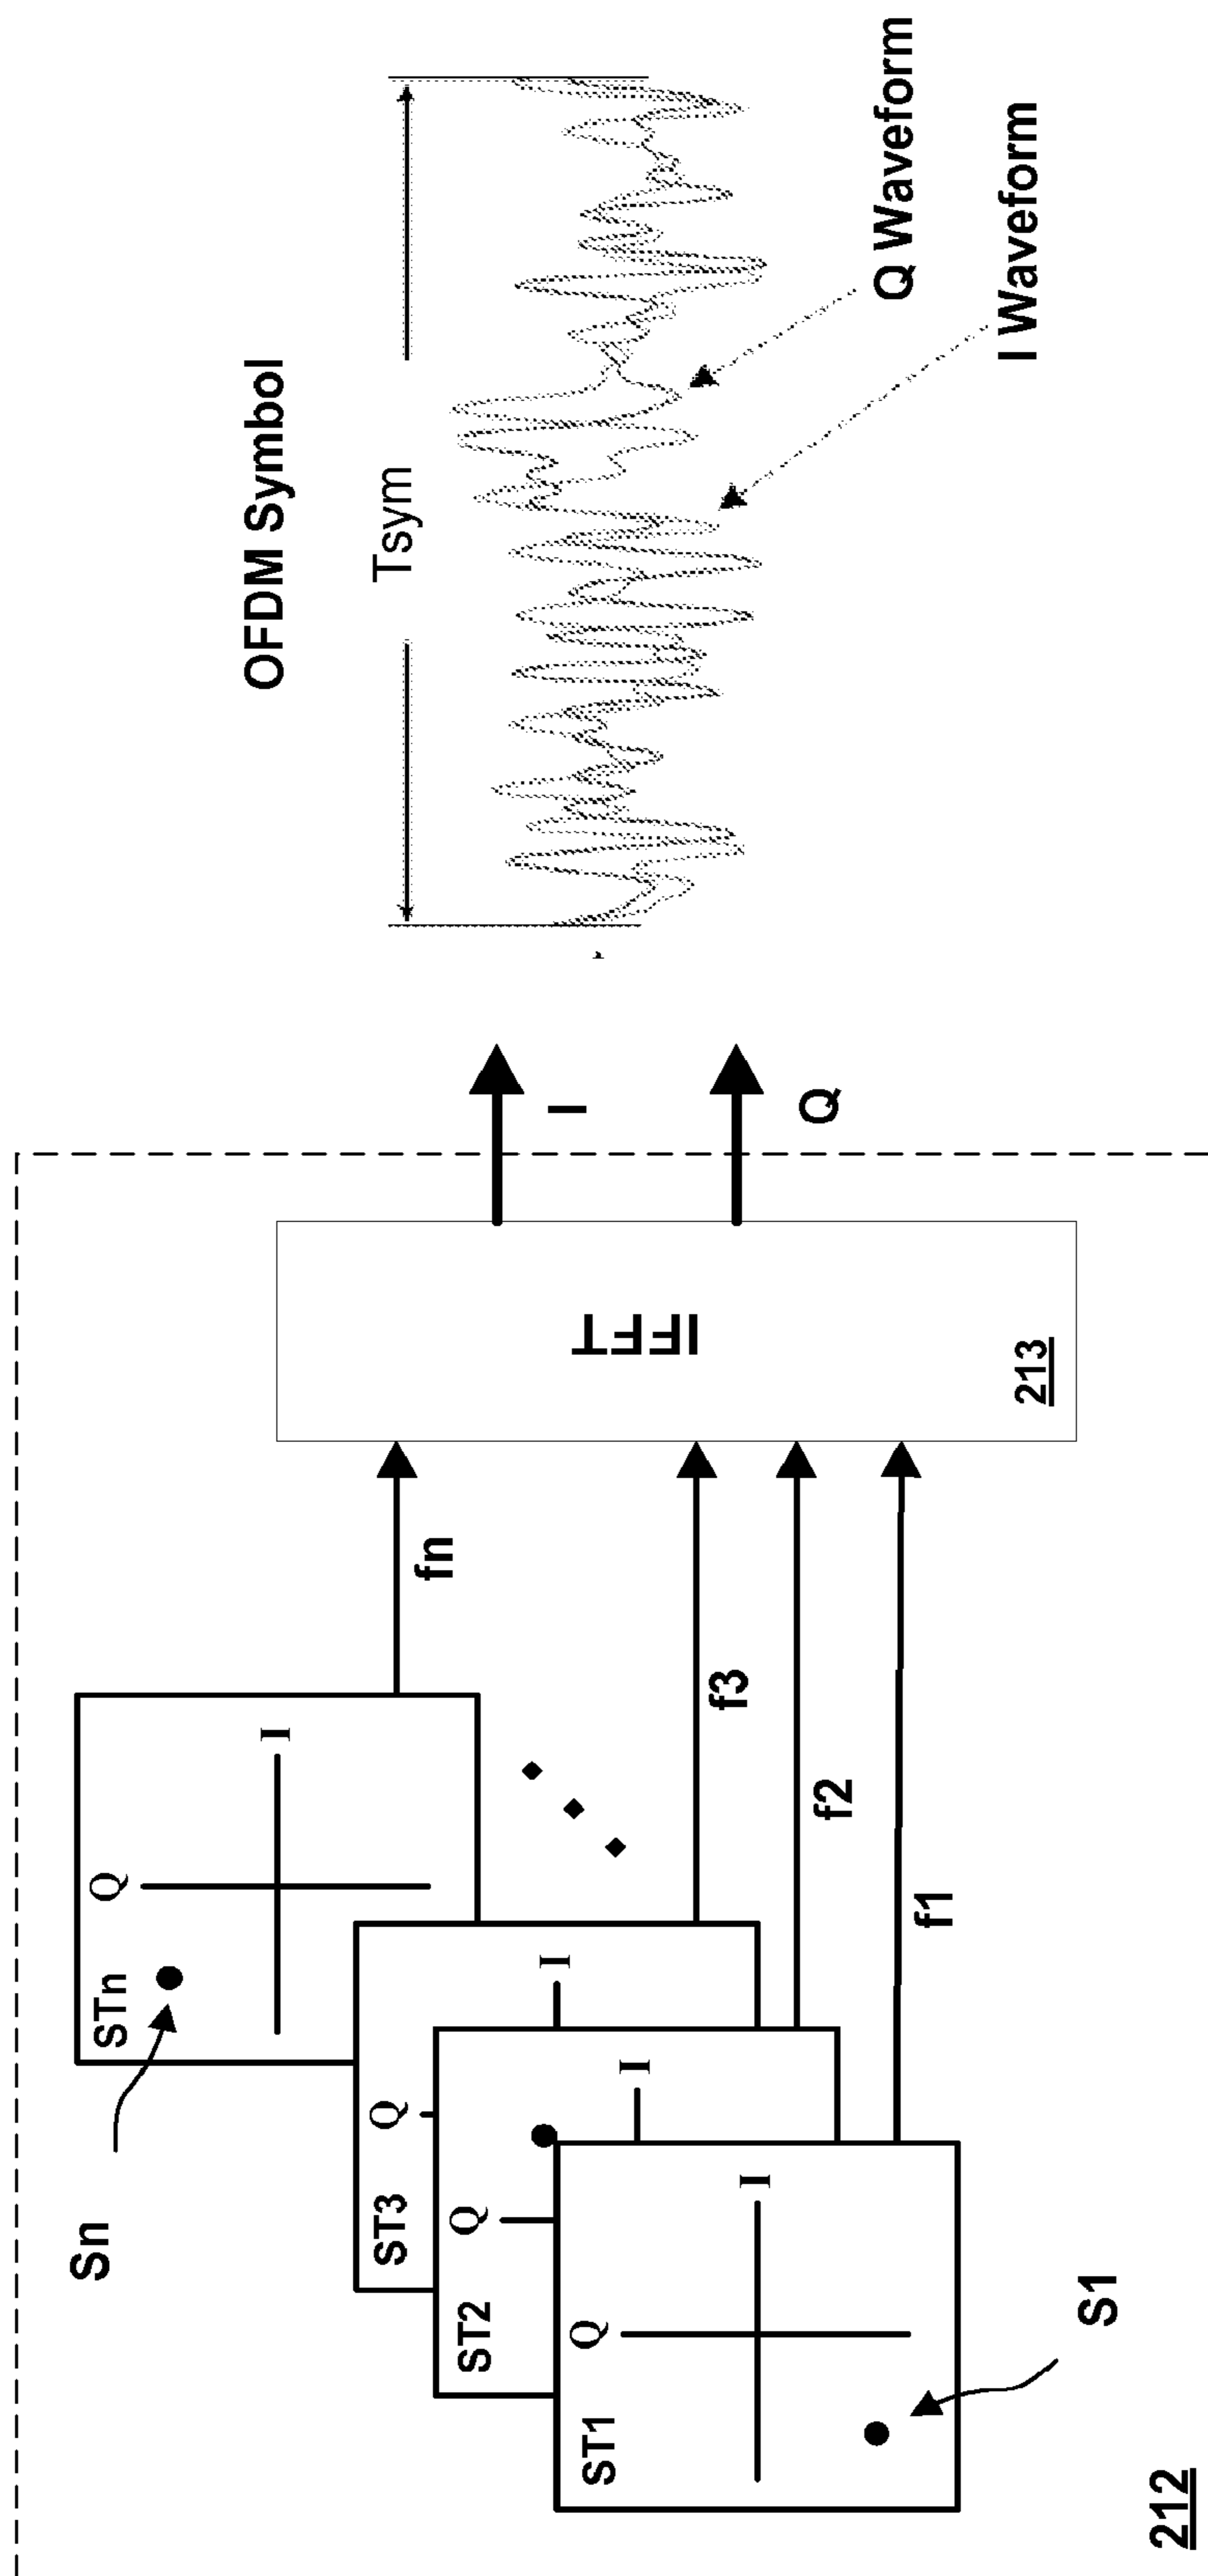 OFDM Symbol
Tsym
Q Waveform
I Waveform
I
Q
IFFT
213
fn
f3
f2
f1
STn
Q
I
Sn
ST3
Q
I
ST2
Q
I
ST1
Q
I
S1
212